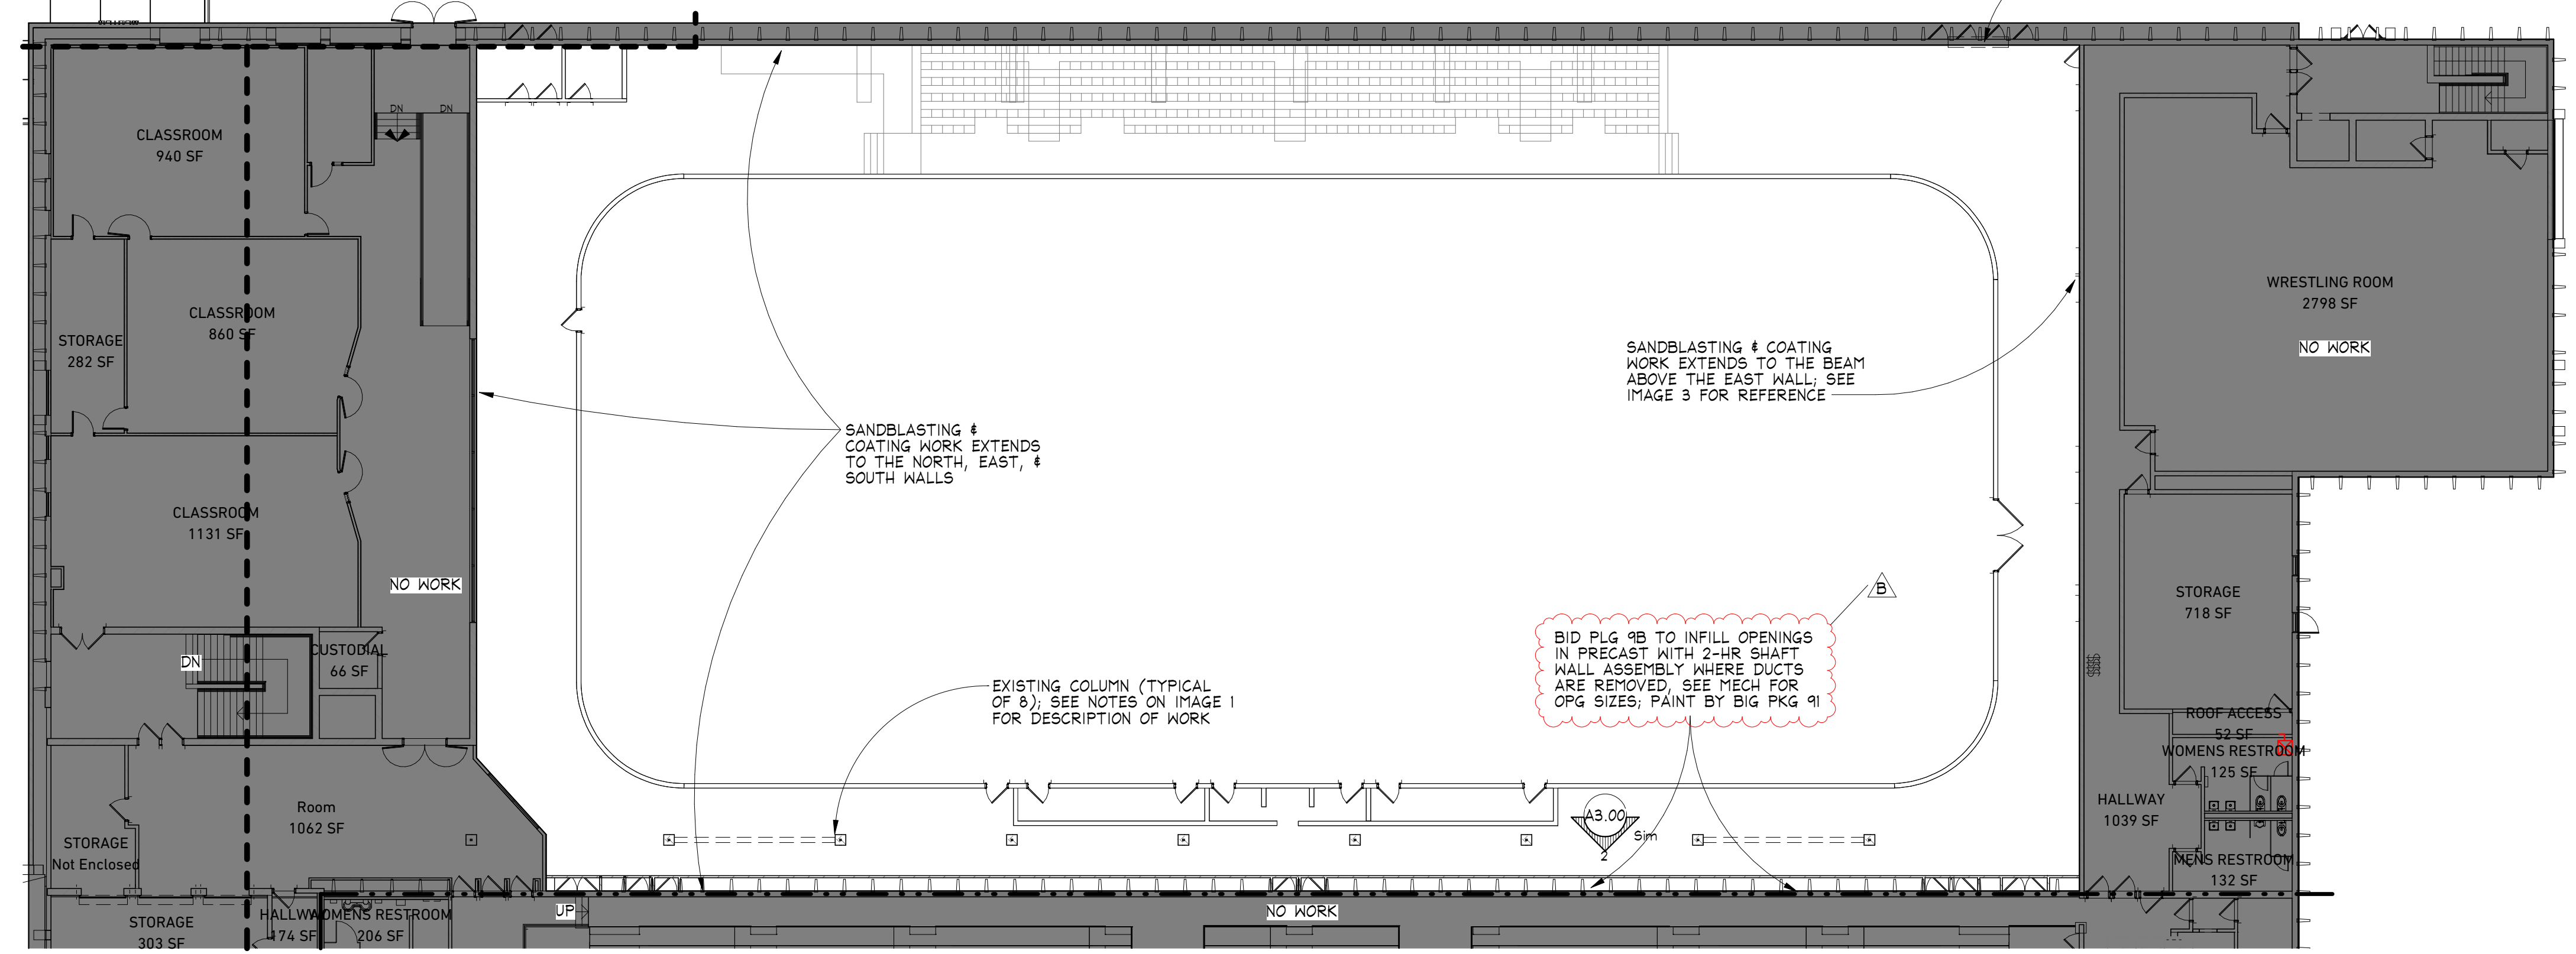 DN
DN
CLASSROOM
940 SF
CLASSROOM
860 SF
STORAGE
282 SF
CLASSROOM
1131 SF
NO WORK
DN
CUSTODIAL
66 SF
Room
1062 SF
STORAGE
Not Enclosed
STORAGE
303 SF
HALLWAY
174 SF
WOMENS RESTROOM
206 SF
UP
NO WORK
SANDBLASTING &
COATING WORK EXTENDS
TO THE NORTH, EAST, &
SOUTH WALLS
EXISTING COLUMN (TYPICAL
OF 8); SEE NOTES ON IMAGE 1
FOR DESCRIPTION OF WORK
SANDBLASTING & COATING
WORK EXTENDS TO THE BEAM
ABOVE THE EAST WALL; SEE
IMAGE 3 FOR REFERENCE
B
BID PLG 9B TO INFILL OPENINGS
IN PRECAST WITH 2-HR SHAFT
WALL ASSEMBLY WHERE DUCTS
ARE REMOVED, SEE MECH FOR
OPG SIZES; PAINT BY BIG PKG 9I
A3.00
Sim
2
WRESTLING ROOM
2798 SF
NO WORK
STORAGE
718 SF
ROOF ACCESS
52 SF
WOMENS RESTROOM
125 SF
HALLWAY
1039 SF
MENS RESTROOM
132 SF